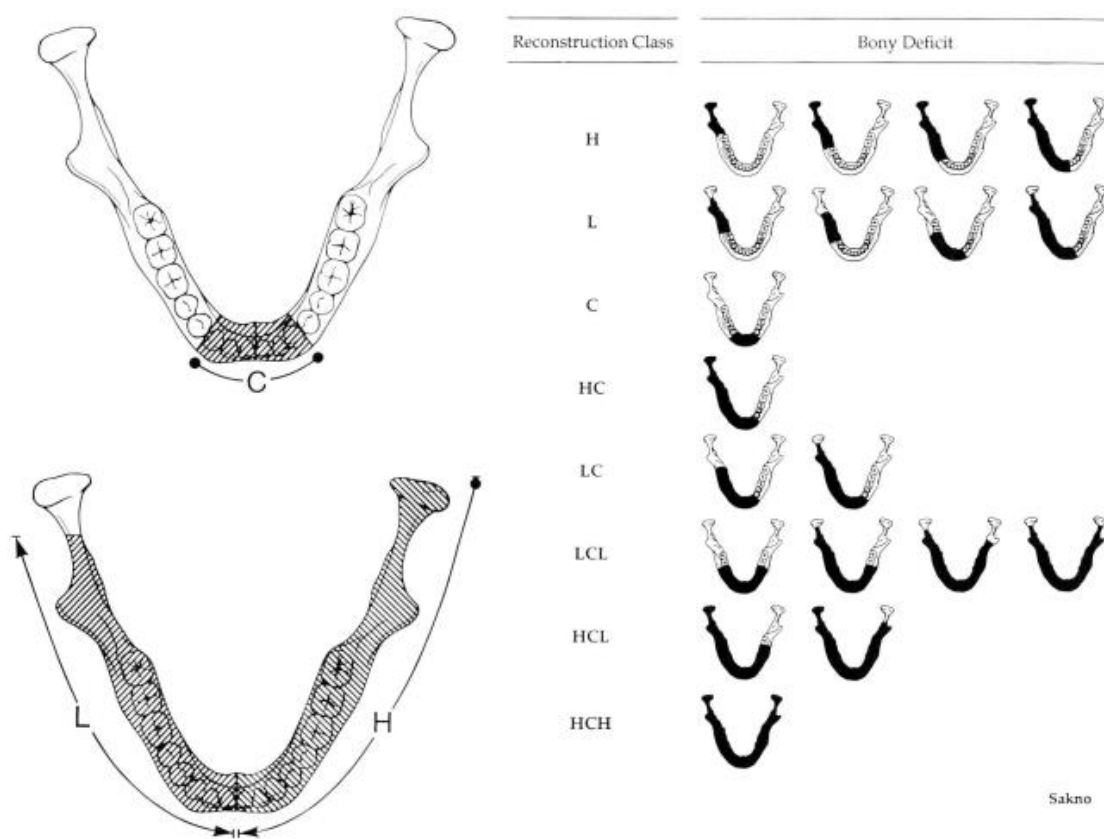 C
L
H
Reconstruction Class Bony Deficit
H
L
C
HC
LC
LCL
HCL
HCH
Sakno